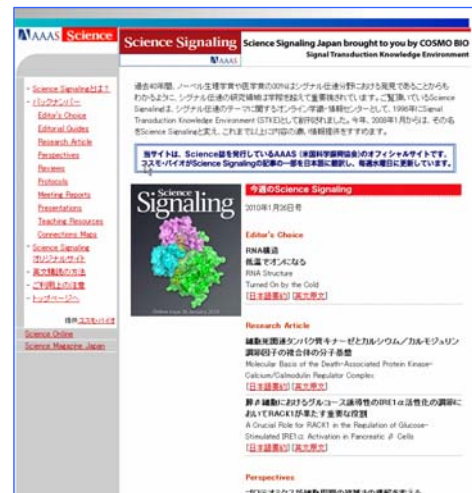 AAAS Science
Science Signaling
AAAS
Science Signaling Japan brought to you by COSMO BIO
Signal Transduction Knowledge Environment
- Science Signalingとは?
- バックナンバー
Editor's Choice
Editorial Guides
Research Article
Perspectives
Reviews
Protocols
Meeting Reports
Presentations
Teaching Resources
Connections Maps
- Science Signaling
オリジナルサイト
- 英文購読の方法
- ご利用上の注意
- トップページへ
提供:コスモ・バイオ
Science Online
Science Magazine Japan
過去40年間、ノーベル生理学賞や医学賞の30%はシグナル伝達分野における発見であることからも
わかるように、シグナル伝達の研究領域は学際を超えて重要視されています。ご覧頂いているScience
Signalingは、シグナル伝達のテーマに関するオンライン学術・情報センターとして、1996年にSignal
Transduction Knowledge Environment (STKE)として創刊されました。今年、2008年1月からは、その名
をScience Signalingと変え、これまで以上に内容の濃い情報提供をすすめます。
当サイトは、Science誌を発行しているAAAS (米国科学振興協会)のオフィシャルサイトです。
コスモ・バイオがScience Signalingの記事の一部を日本語に翻訳し、毎週水曜日に更新しています。
Science
Signaling
Online issue 26 January 2010
今週のScience Signaling
2010年1月26日号
Editor's Choice
RNA構造
低温でオンになる
RNA Structure
Turned On by the Cold
[日本語要約] [英文原文]
Research Article
細胞死関連タンパク質キナーゼとカルシウム/カルモジュリン
調節因子の複合体の分子基盤
Molecular Basis of the Death-Associated Protein Kinase-
Calcium/Calmodulin Regulator Complex
[日本語要約] [英文原文]
膵β細胞におけるグルコース誘導性のIRE1α活性化の調節に
おいてRACK1が果たす重要な役割
A Crucial Role for RACK1 in the Regulation of Glucose-
Stimulated IRE1α Activation in Pancreatic β Cells
[日本語要約] [英文原文]
Perspectives